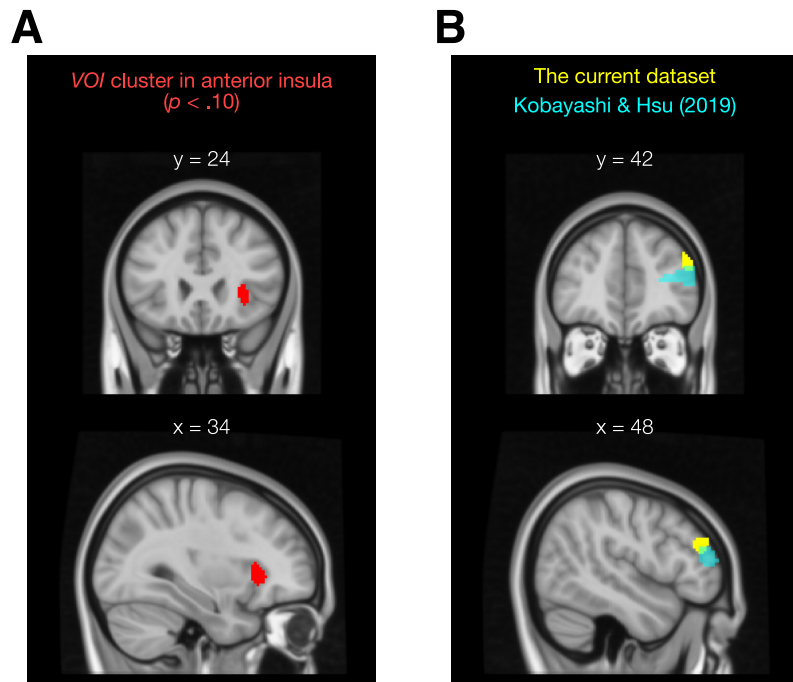 A
VOI cluster in anterior insula
(p < .10)
y = 24
x = 34
B
The current dataset
Kobayashi & Hsu (2019)
y = 42
x = 48